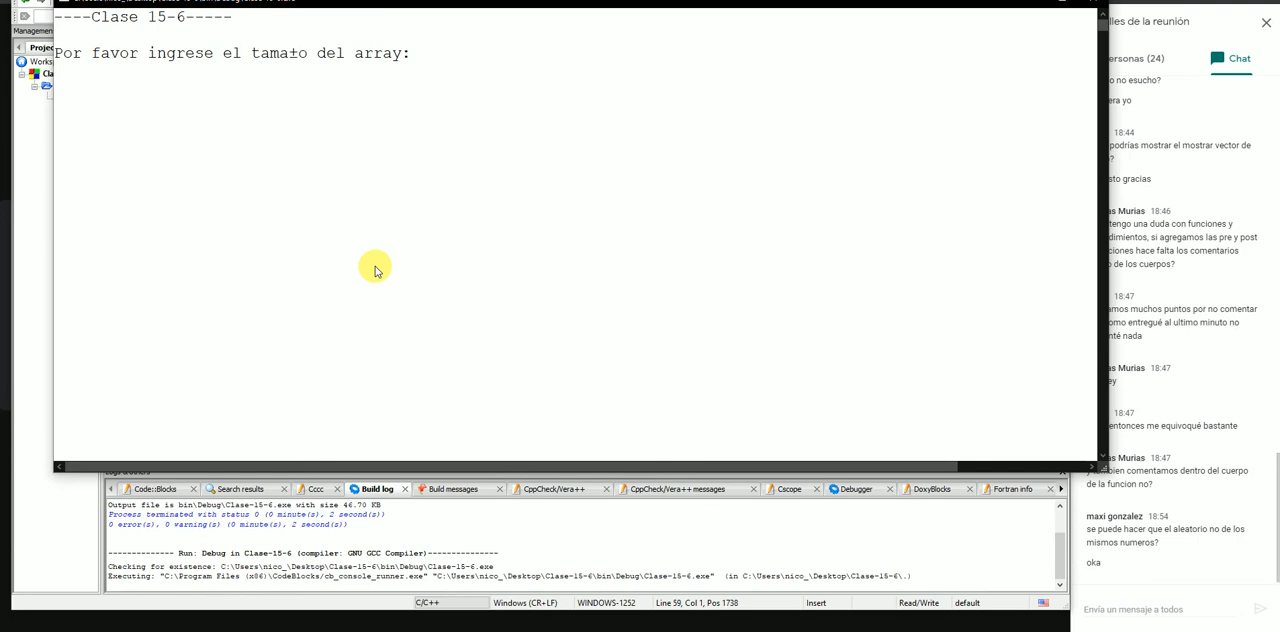 ----Clase 15-6-----
Por favor ingrese el tama±o del array:
Management
Projec
Works
Cla
Code::Blocks
Search results
Cccc
Build log
Build messages
CppCheck/Vera++
CppCheck/Vera++ messages
Cscope
Debugger
DoxyBlocks
Fortran info
Output file is bin\Debug\Clase-15-6.exe with size 46.70 KB
Process terminated with status 0 (0 minute(s), 2 second(s))
0 error(s), 0 warning(s) (0 minute(s), 2 second(s))
-------------- Run: Debug in Clase-15-6 (compiler: GNU GCC Compiler)---------------
Checking for existence: C:\Users\nico_\Desktop\Clase-15-6\bin\Debug\Clase-15-6.exe
Executing: "C:\Program Files (x86)\CodeBlocks/cb_console_runner.exe" "C:\Users\nico_\Desktop\Clase-15-6\bin\Debug\Clase-15-6.exe"  (in C:\Users\nico_\Desktop\Clase-15-6\.)
C/C++
Windows (CR+LF)
WINDOWS-1252
Line 59, Col 1, Pos 1738
Insert
Read/Write
default
lles de la reunión
ersonas (24)
Chat
o no esucho?
era yo
18:44
podrías mostrar el mostrar vector de
?
sto gracias
as Murias 18:46
tengo una duda con funciones y
dimientos, si agregamos las pre y post
iciones hace falta los comentarios
o de los cuerpos?
18:47
amos muchos puntos por no comentar
omo entregué al ultimo minuto no
nté nada
as Murias 18:47
ey
18:47
entonces me equivoqué bastante
as Murias 18:47
y tambien comentamos dentro del cuerpo
de la funcion no?
maxi gonzalez 18:54
se puede hacer que el aleatorio no de los
mismos numeros?
oka
Envía un mensaje a todos